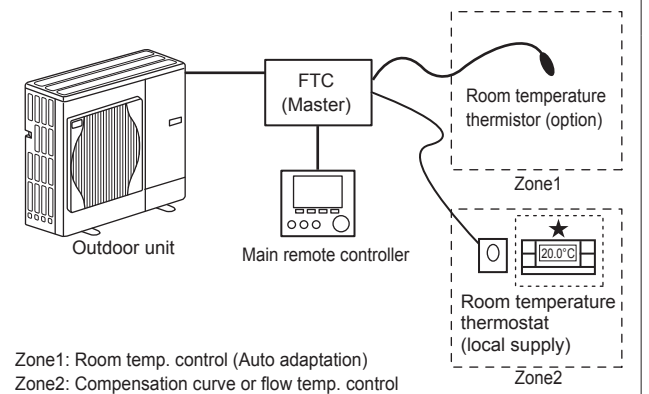 FTC
(Master)
Room temperature
thermistor (option)
Zone1
Outdoor unit
Main remote controller
20.0°C
Room temperature
thermostat
(local supply)
Zone2
Zone1: Room temp. control (Auto adaptation)
Zone2: Compensation curve or flow temp. control